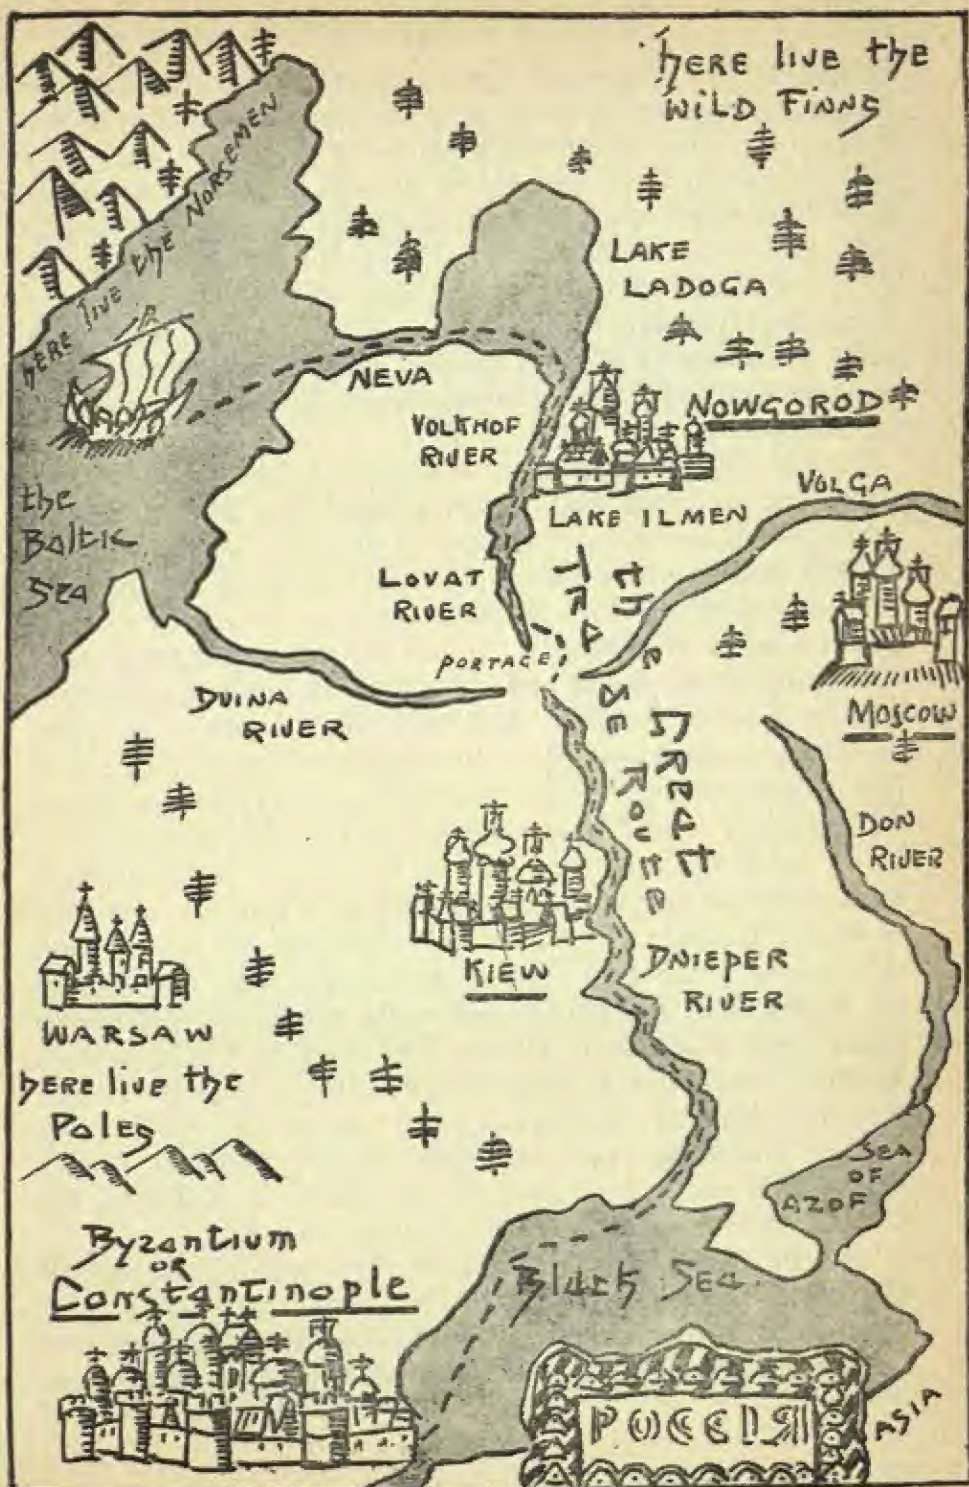 here live the
wild Finns
here live the Norsemen
LAKE
LADOGA
NEVA
NOWGOROD
VOLKHOF
RIVER
VOLGA
the
Baltic
Sea
LAKE ILMEN
LOVAT
RIVER
PORTAGE
the GREAT
TRADE ROUTE
DUINA
RIVER
MOSCOW
DON
RIVER
KIEW
DNIEPER
RIVER
WARSAW
here live the
Poles
SEA
OF
AZOF
Byzantium
OR
Constantinople
Black Sea
РОССІЯ
ASIA